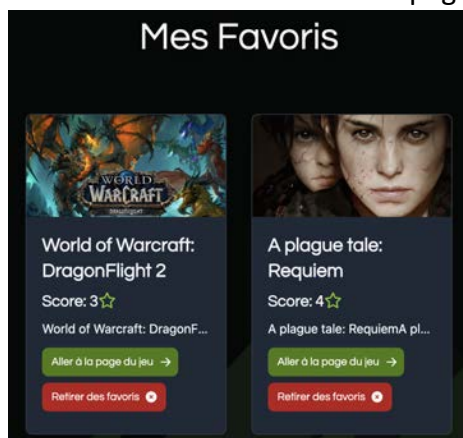 Mes Favoris
WORLD
WARCRAFT
World of Warcraft:
DragonFlight 2
Score: 3
World of Warcraft: DragonF...
Aller à la page du jeu →
Retirer des favoris
A plague tale:
Requiem
Score: 4
A plague tale: RequiemA pl...
Aller à la page du jeu →
Retirer des favoris